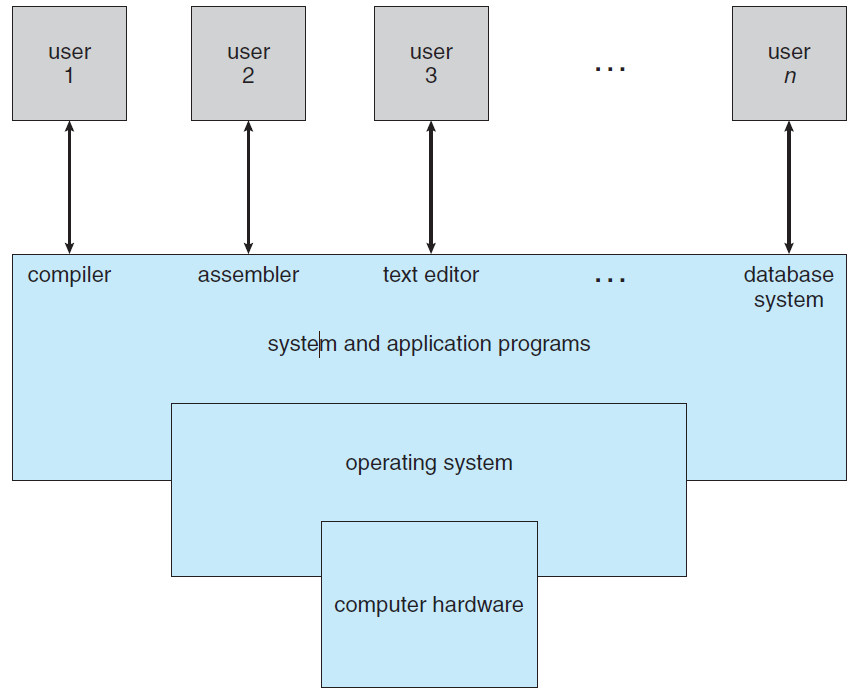 user
1
user
2
user
3
...
user
n
compiler
assembler
text editor
...
database
system
system and application programs
operating system
computer hardware